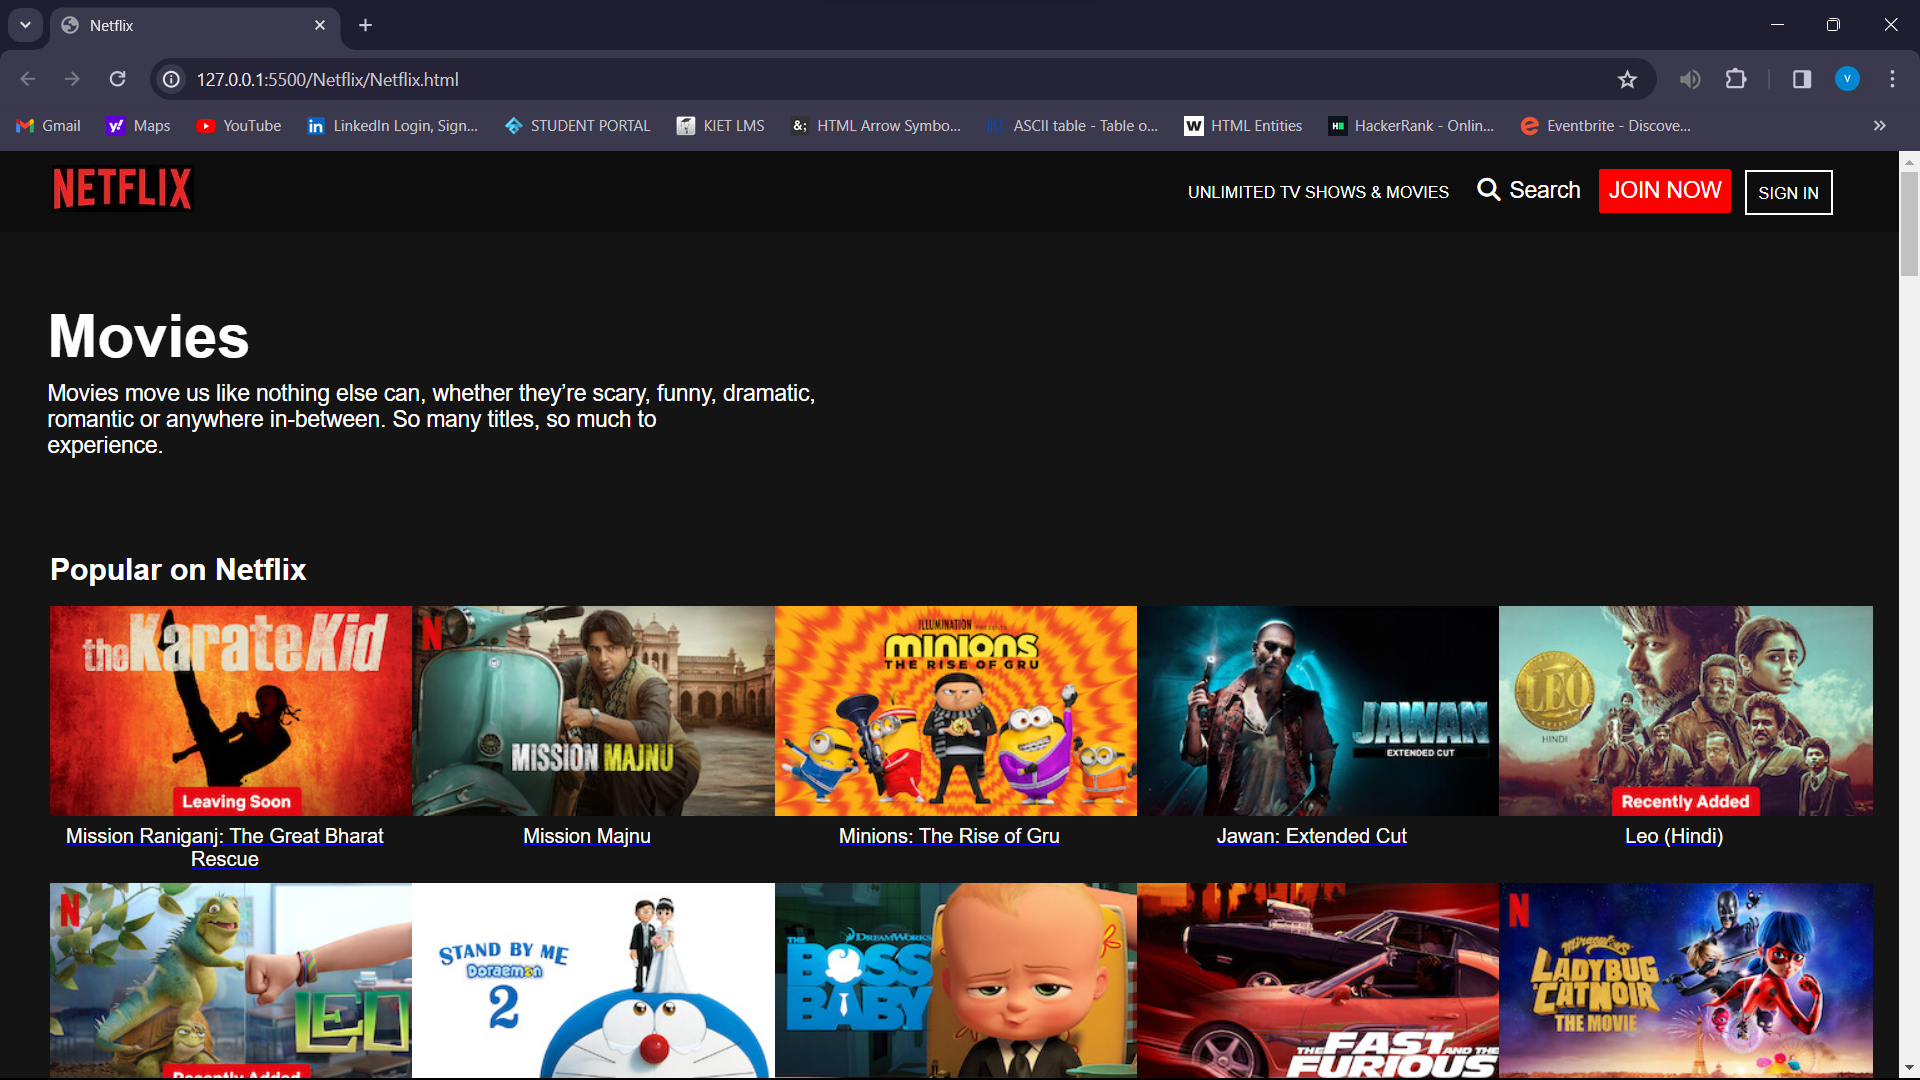 Netflix
127.0.0.1:5500/Netflix/Netflix.html
Gmail
Maps
YouTube
LinkedIn Login, Sign...
STUDENT PORTAL
KIET LMS
HTML Arrow Symbo...
ASCII table - Table o...
HTML Entities
HackerRank - Onlin...
Eventbrite - Discove...
NETFLIX
UNLIMITED TV SHOWS & MOVIES
Search
JOIN NOW
SIGN IN
Movies
Movies move us like nothing else can, whether they’re scary, funny, dramatic,
romantic or anywhere in-between. So many titles, so much to
experience.
Popular on Netflix
the Karate Kid
Leaving Soon
N
MISSION MAJNU
ILLUMINATION PRESENTS
MINIONS
THE RISE OF GRU
JAWAN
EXTENDED CUT
LEO
HINDI
Recently Added
Mission Raniganj: The Great Bharat
Rescue
Mission Majnu
Minions: The Rise of Gru
Jawan: Extended Cut
Leo (Hindi)
N
LEO
Recently Added
STAND BY ME
Doraemon
2
DREAMWORKS
THE
BOSS
BABY
THE FAST AND THE
FURIOUS
N
Miraculous
LADYBUG
& CAT NOIR
THE MOVIE